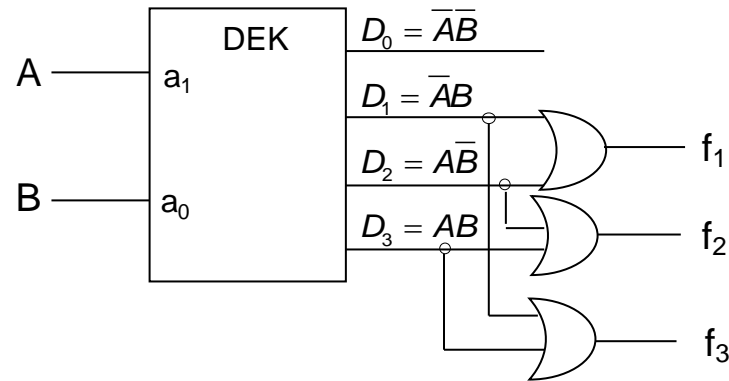 DEK
D₀ = A̅B̅
A
a₁
D₁ = A̅B
f₁
D₂ = AB̅
B
a₀
D₃ = AB
f₂
f₃